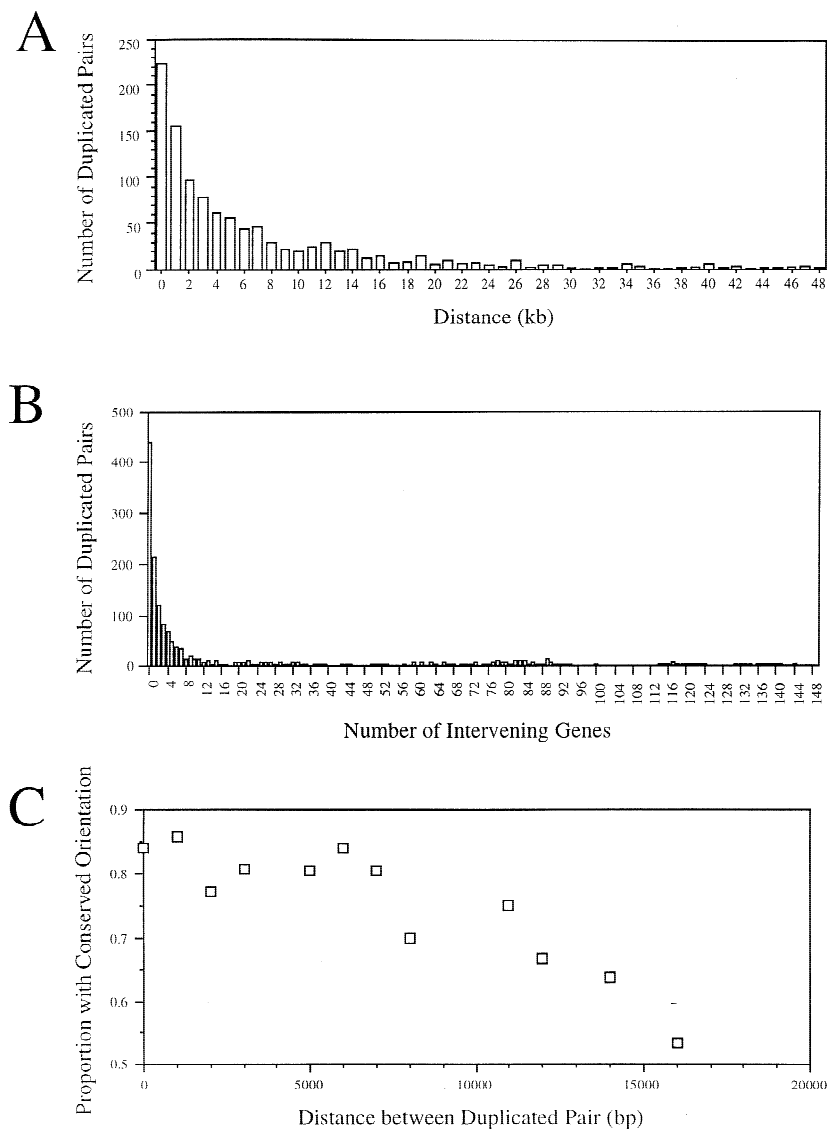 A
Number of Duplicated Pairs
250
200
150
100
50
0
0 2 4 6 8 10 12 14 16 18 20 22 24 26 28 30 32 34 36 38 40 42 44 46 48
Distance (kb)
B
Number of Duplicated Pairs
500
400
300
200
100
0
0 4 8 12 16 20 24 28 32 36 40 44 48 52 56 60 64 68 72 76 80 84 88 92 96 100 104 108 112 116 120 124 128 132 136 140 144 148
Number of Intervening Genes
C
Proportion with Conserved Orientation
0.9
0.8
0.7
0.6
0.5
0 5000 10000 15000 20000
Distance between Duplicated Pair (bp)